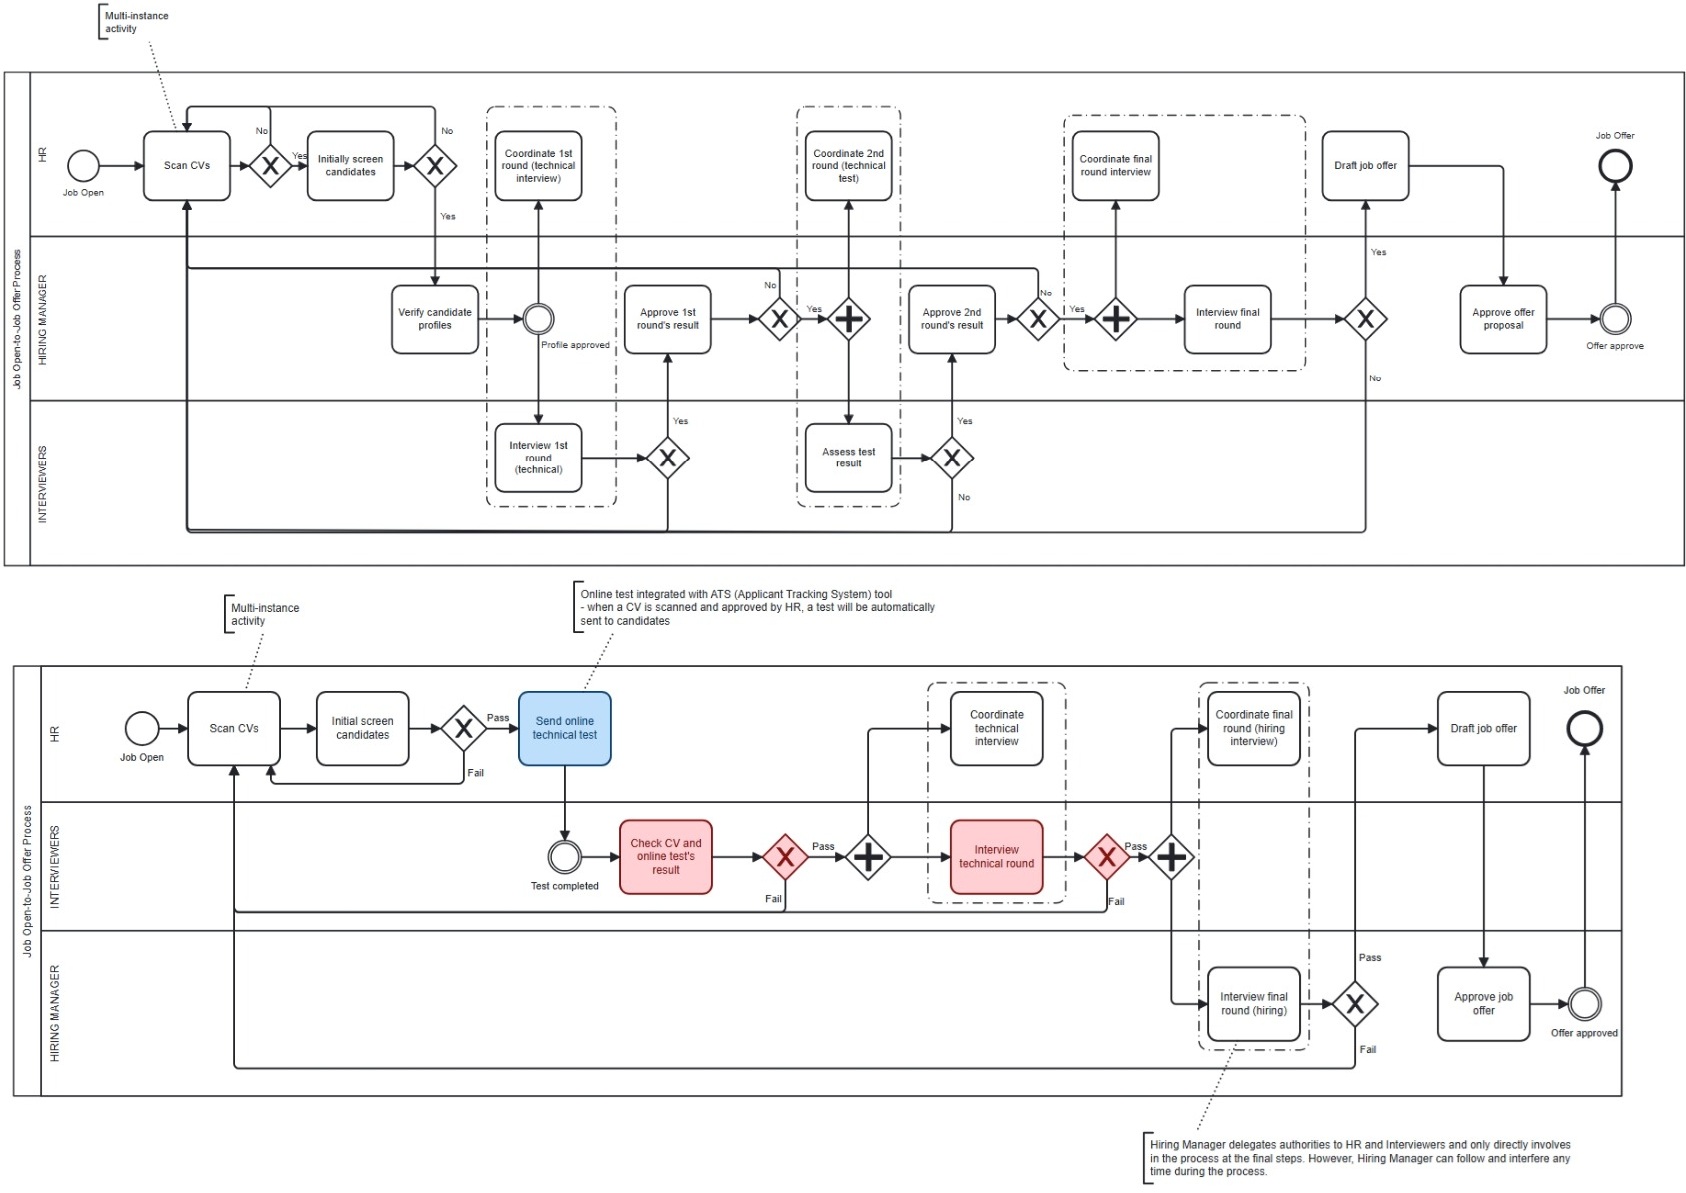 Multi-instance
activity
Job Open-to-Job Offer Process
HR
HIRING MANAGER
INTERVIEWERS
Job Open
Scan CVs
No
Yes
Initially screen
candidates
No
Yes
Coordinate 1st
round (technical
interview)
Coordinate 2nd
round (technical
test)
Coordinate final
round interview
Draft job offer
Job Offer
Verify candidate
profiles
Profile approved
Approve 1st
round's result
No
Yes
Approve 2nd
round's result
No
Yes
Interview final
round
Yes
No
Approve offer
proposal
Offer approve
Interview 1st
round
(technical)
Yes
Assess test
result
Yes
No
Multi-instance
activity
Online test integrated with ATS (Applicant Tracking System) tool
- when a CV is scanned and approved by HR, a test will be automatically
sent to candidates
Job Open-to-Job Offer Process
HR
INTERVIEWERS
HIRING MANAGER
Job Open
Scan CVs
Initial screen
candidates
Pass
Fail
Send online
technical test
Coordinate
technical
interview
Coordinate final
round (hiring
interview)
Draft job offer
Job Offer
Test completed
Check CV and
online test's
result
Pass
Fail
Interview
technical round
Pass
Fail
Interview final
round (hiring)
Pass
Fail
Approve job
offer
Offer approved
Hiring Manager delegates authorities to HR and Interviewers and only directly involves
in the process at the final steps. However, Hiring Manager can follow and interfere any
time during the process.